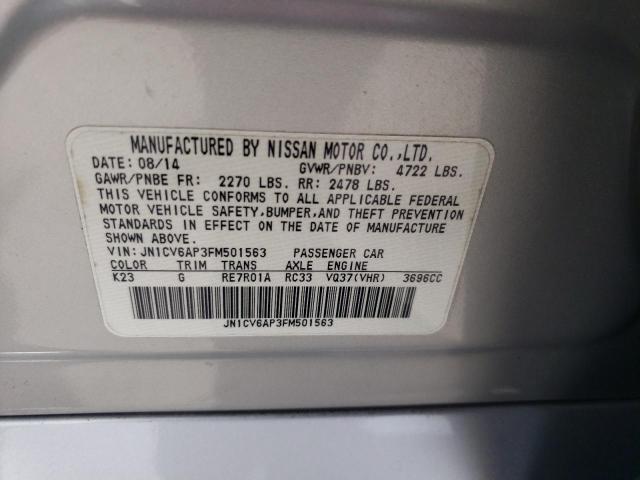 MANUFACTURED BY NISSAN MOTOR CO.,LTD.
DATE: 08/14 GVWR/PNBV: 4722 LBS.
GAWR/PNBE FR: 2270 LBS. RR: 2478 LBS.
THIS VEHICLE CONFORMS TO ALL APPLICABLE FEDERAL
MOTOR VEHICLE SAFETY,BUMPER,AND THEFT PREVENTION
STANDARDS IN EFFECT ON THE DATE OF MANUFACTURE
SHOWN ABOVE.
VIN:JN1CV6AP3FM501563 PASSENGER CAR
COLOR TRIM TRANS AXLE ENGINE
K23 G RE7R01A RC33 VQ37(VHR) 3696CC
JN1CV6AP3FM501563